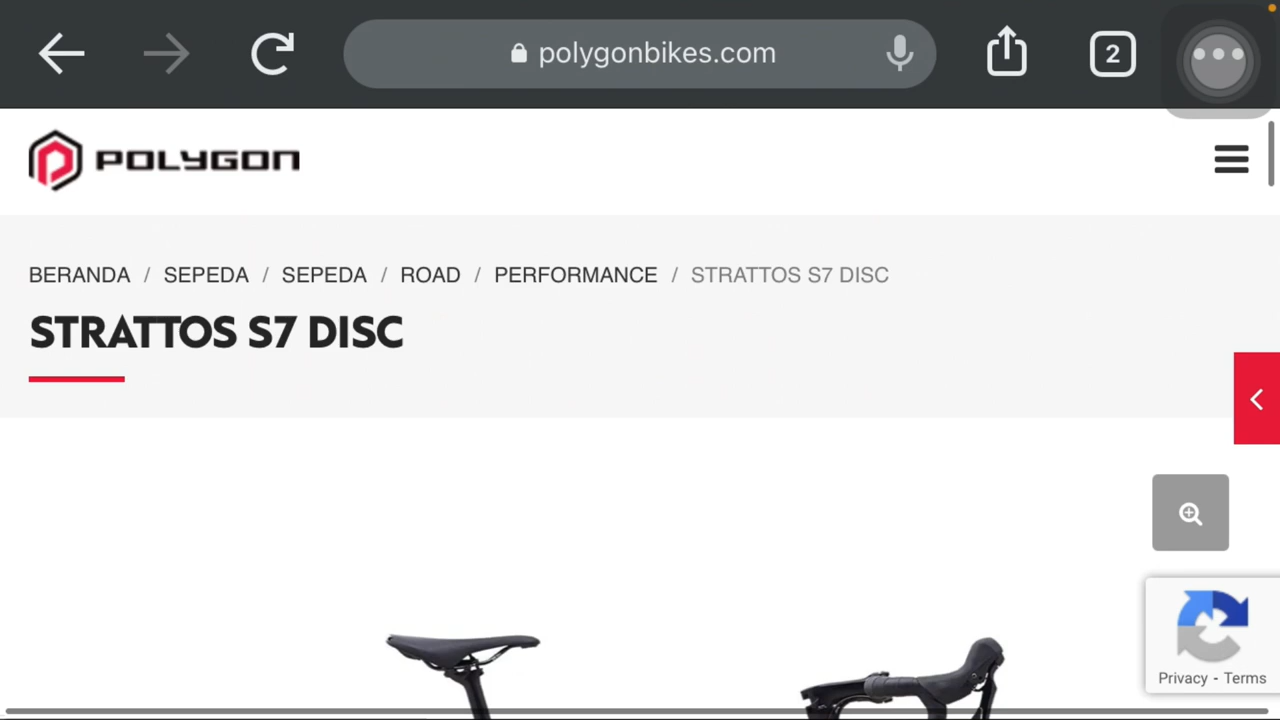 polygonbikes.com
2
POLYGON
BERANDA / SEPEDA / SEPEDA / ROAD / PERFORMANCE / STRATTOS S7 DISC
STRATTOS S7 DISC
Privacy - Terms